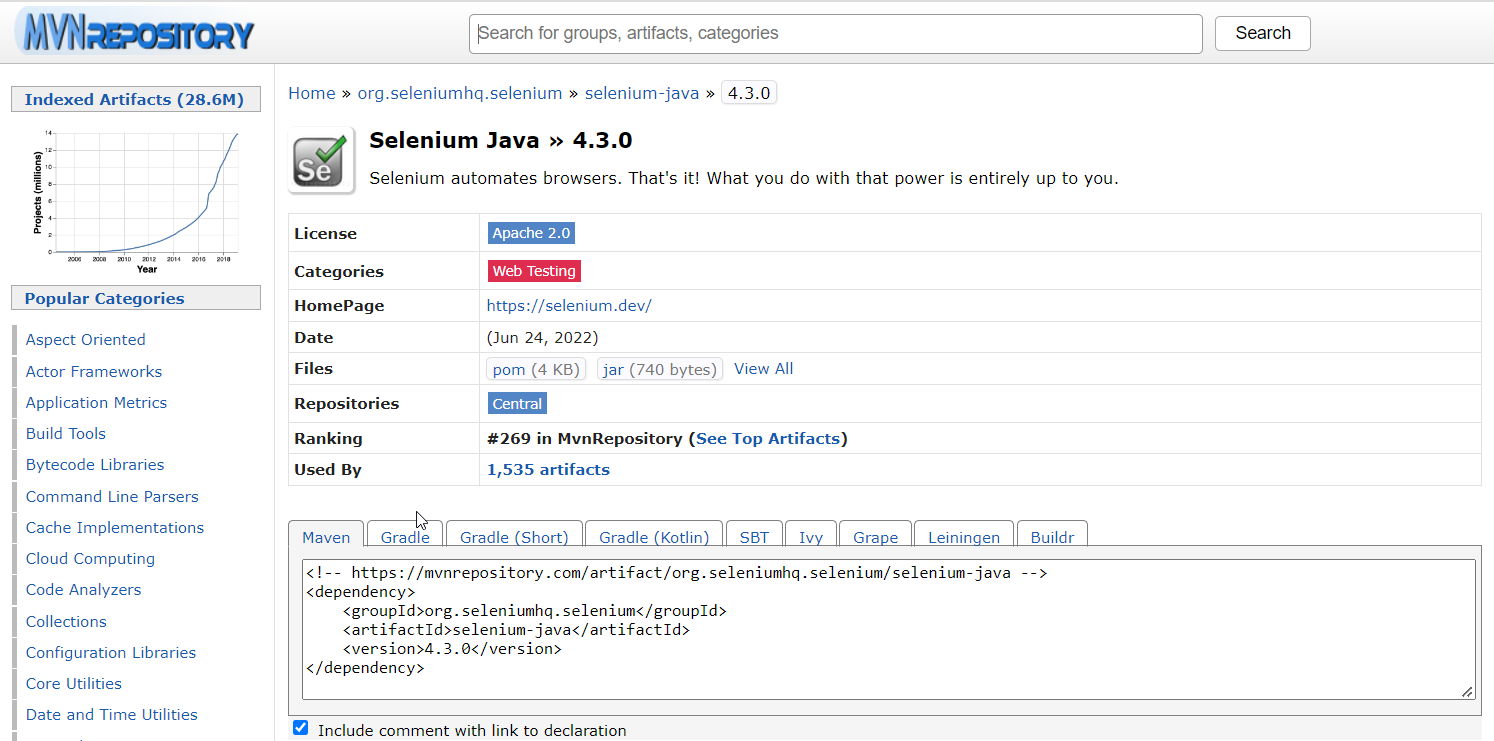 MVNREPOSITORY
Search for groups, artifacts, categories
Search
Indexed Artifacts (28.6M)
Projects (millions)
14
12
10
8
6
4
2
0
2006 2008 2010 2012 2014 2016 2018
Year
Popular Categories
Aspect Oriented
Actor Frameworks
Application Metrics
Build Tools
Bytecode Libraries
Command Line Parsers
Cache Implementations
Cloud Computing
Code Analyzers
Collections
Configuration Libraries
Core Utilities
Date and Time Utilities
Home » org.seleniumhq.selenium » selenium-java » 4.3.0
Se
Selenium Java » 4.3.0
Selenium automates browsers. That's it! What you do with that power is entirely up to you.
License Apache 2.0
Categories Web Testing
HomePage https://selenium.dev/
Date (Jun 24, 2022)
Files pom (4 KB) jar (740 bytes) View All
Repositories Central
Ranking #269 in MvnRepository (See Top Artifacts)
Used By 1,535 artifacts
Maven Gradle Gradle (Short) Gradle (Kotlin) SBT Ivy Grape Leiningen Buildr
<!-- https://mvnrepository.com/artifact/org.seleniumhq.selenium/selenium-java -->
<dependency>
    <groupId>org.seleniumhq.selenium</groupId>
    <artifactId>selenium-java</artifactId>
    <version>4.3.0</version>
</dependency>
Include comment with link to declaration